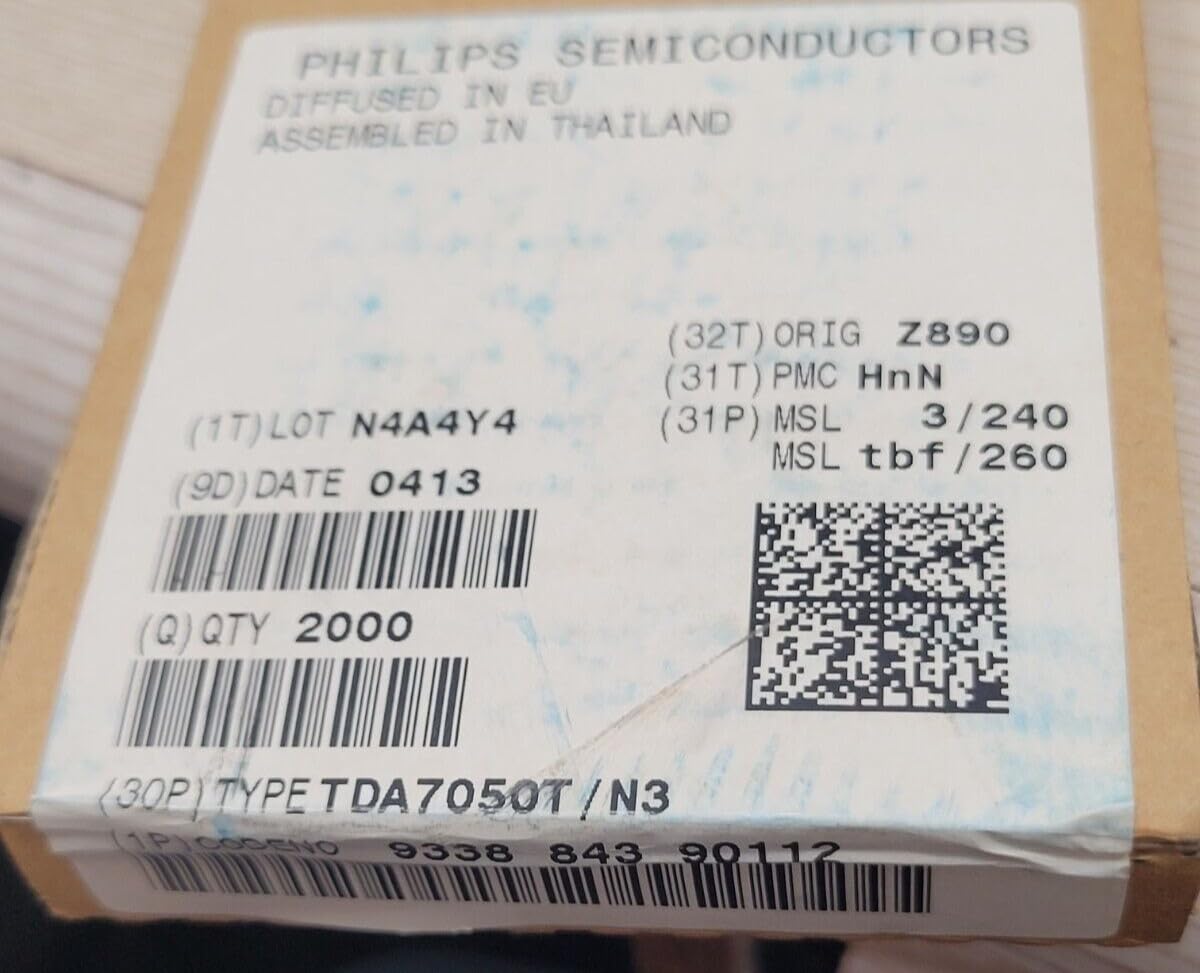 PHILIPS SEMICONDUCTORS
DIFFUSED IN EU
ASSEMBLED IN THAILAND
(32T) ORIG Z890
(31T) PMC HnN
(31P) MSL 3/240
MSL tbf/260
(1T) LOT N4A4Y4
(9D) DATE 0413
(Q) QTY 2000
(30P) TYPE TDA7050T/N3
(1P) CODENO 9338 843 90112